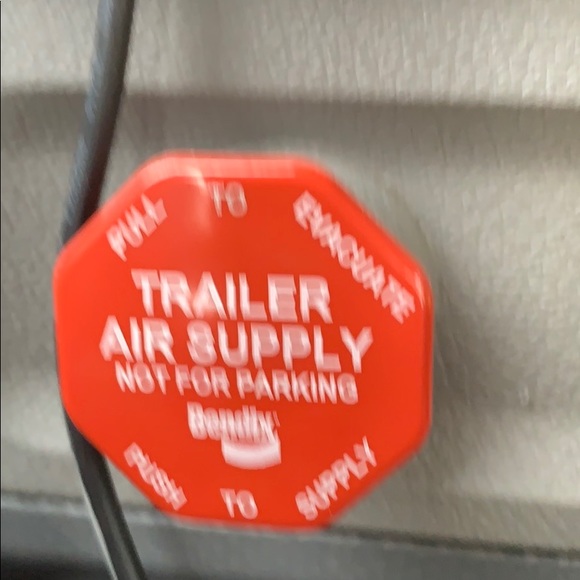 PULL TO EVACUATE
TRAILER
AIR SUPPLY
NOT FOR PARKING
Bendix
PUSH TO SUPPLY